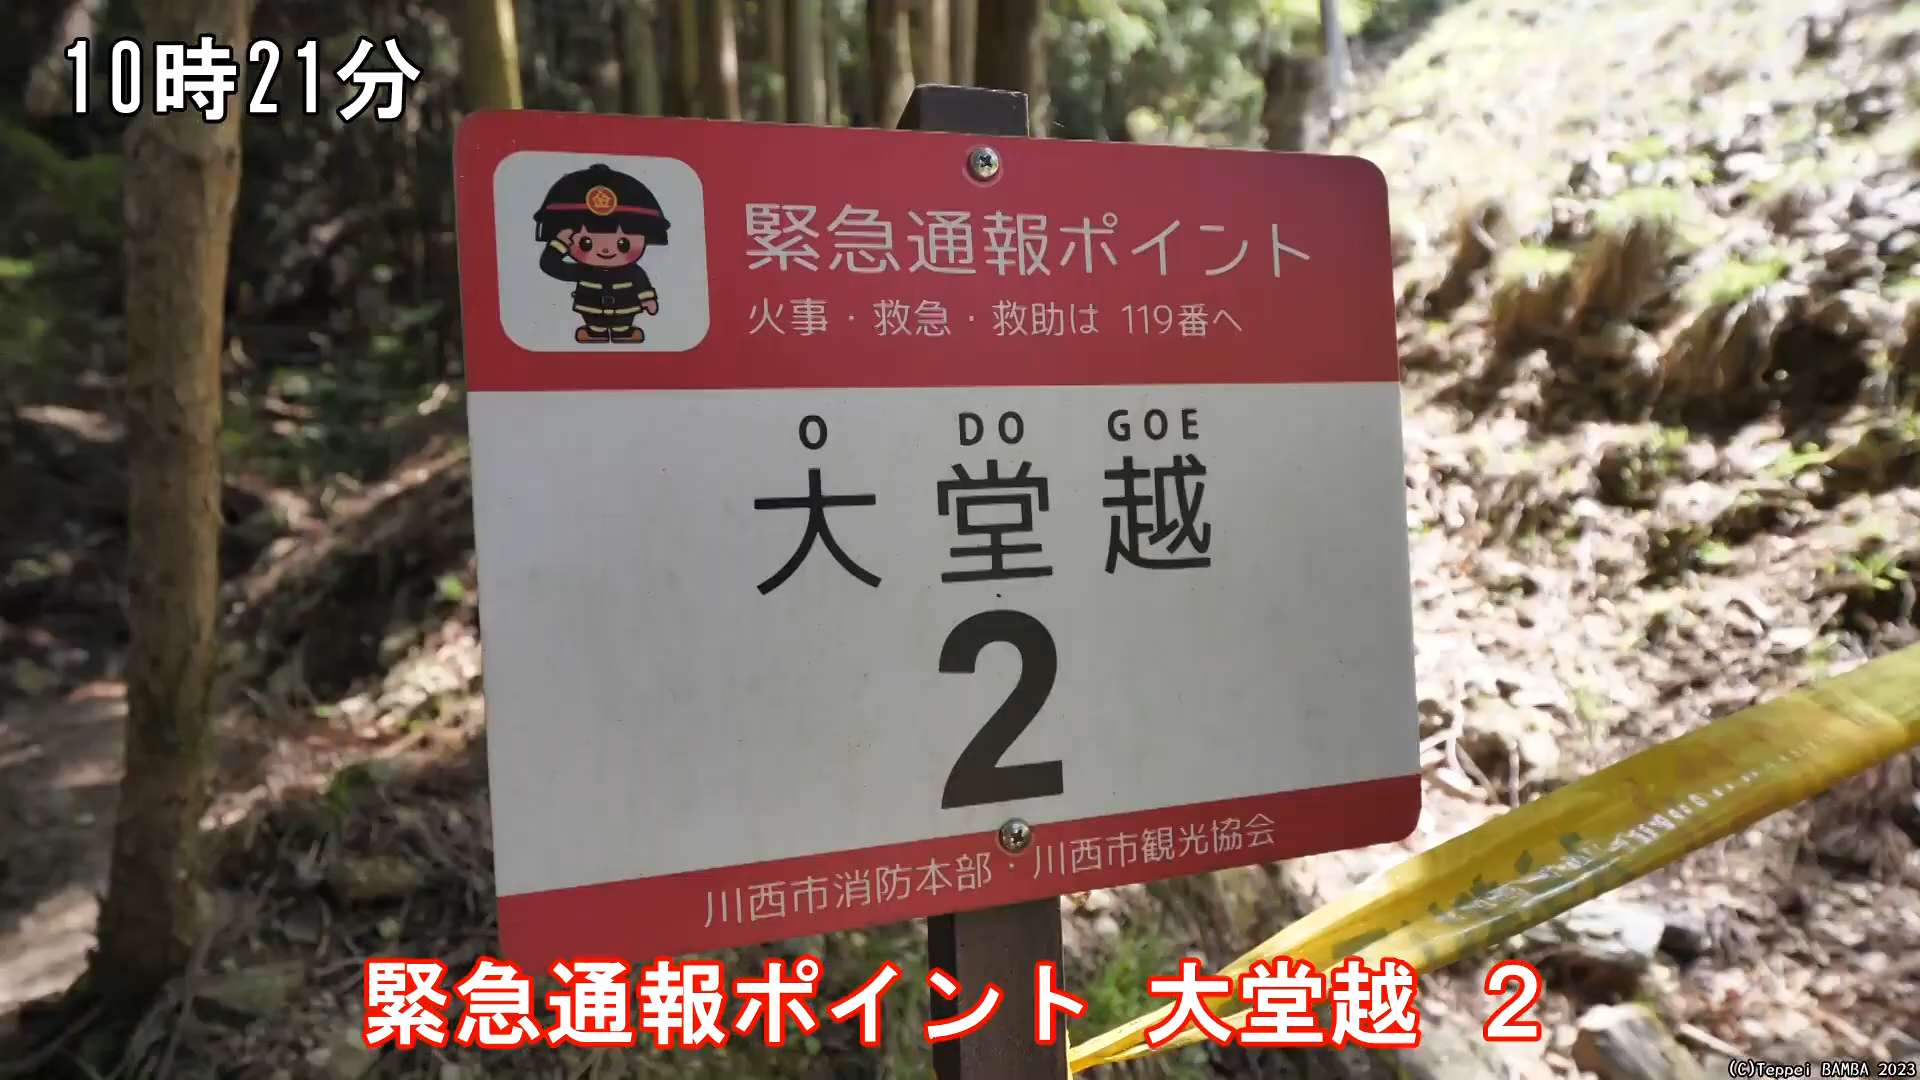 10時21分
金
緊急通報ポイント
火事・救急・救助は 119番へ
O DO GOE
大堂越
2
川西市消防本部・川西市観光協会
緊急通報ポイント 大堂越 2
(C)Teppei BAMBA 2023